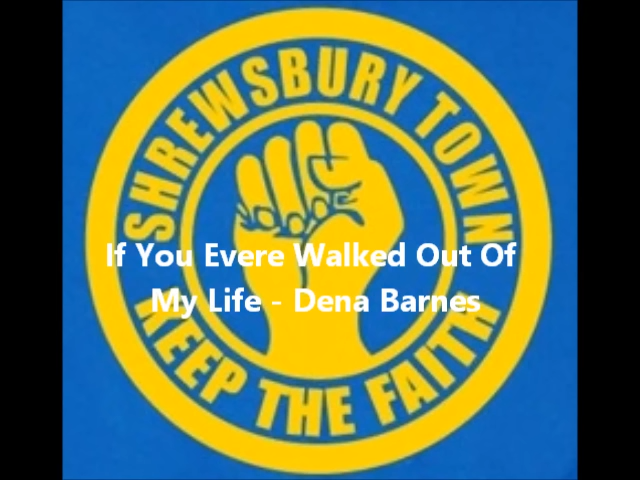 SHREWSBURY TOWN
If You Evere Walked Out Of
My Life - Dena Barnes
KEEP THE FAITH